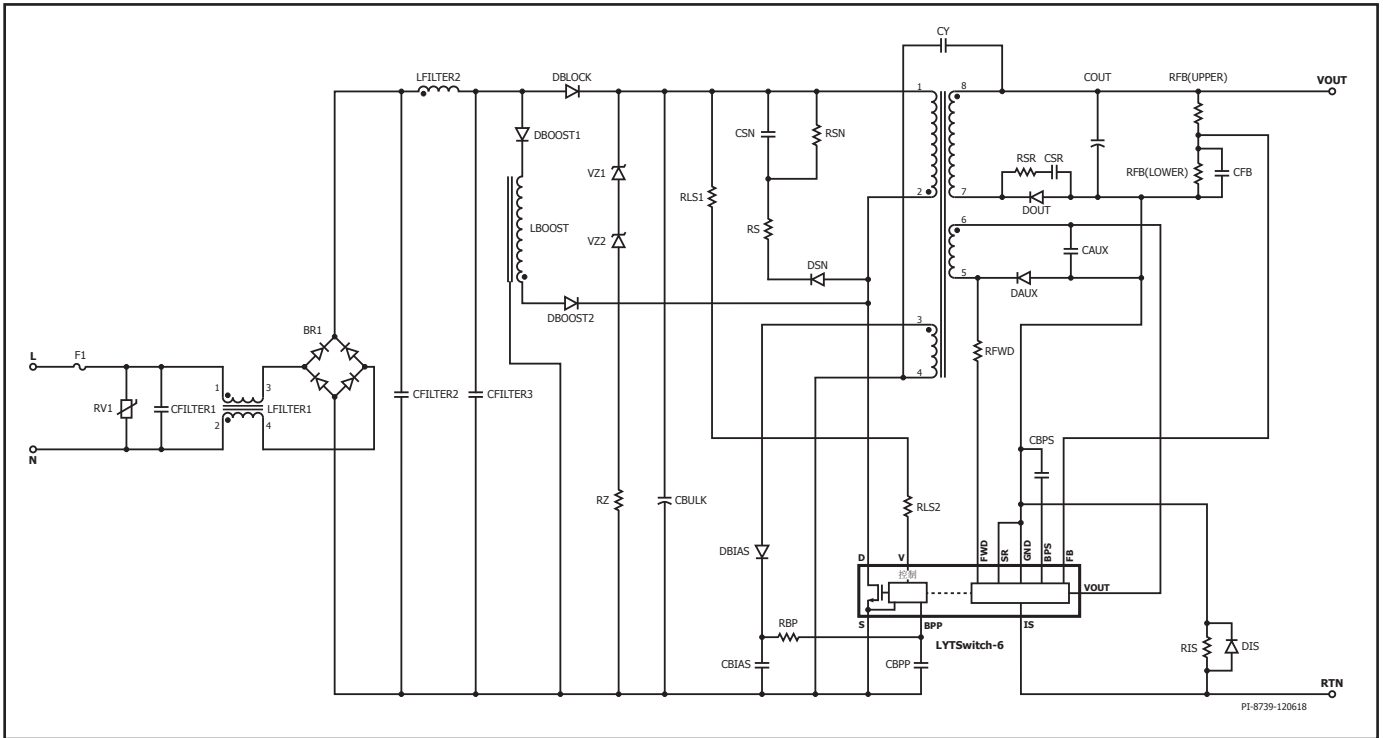 CY
LFILTER2
DBLOCK
COUT
RFB(UPPER)
VOUT
1
8
DBOOST1
CSN
RSN
VZ1
RSR
CSR
RFB(LOWER)
CFB
RLS1
2
7
DOUT
LBOOST
RS
VZ2
6
CAUX
DSN
5
DAUX
DBOOST2
BR1
3
RFWD
L
F1
4
1
3
RV1
CFILTER1
LFILTER1
CFILTER2
CFILTER3
2
4
N
CBPS
RZ
CBULK
RLS2
DBIAS
D
V
FWD
SR
GND
BPS
FB
控制
VOUT
S
BPP
IS
RBP
LYTSwitch-6
RIS
DIS
CBIAS
CBPP
RTN
PI-8739-120618